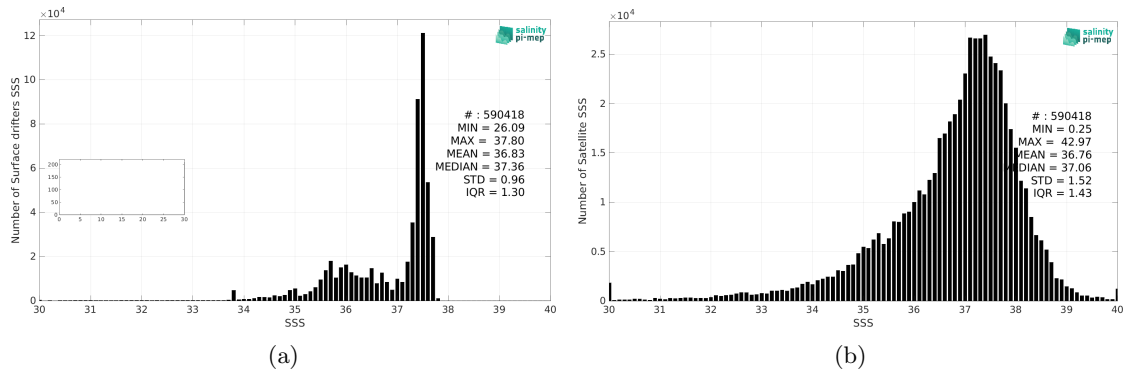 ×10⁴
12
10
8
6
4
2
0
Number of Surface drifters SSS
salinity
pi-mep
# : 590418
MIN = 26.09
MAX = 37.80
MEAN = 36.83
MEDIAN = 37.36
STD = 0.96
IQR = 1.30
200
150
100
50
0
0 5 10 15 20 25 30
30 31 32 33 34 35 36 37 38 39 40
SSS
(a)
×10⁴
2.5
2
1.5
1
0.5
0
Number of Satellite SSS
salinity
pi-mep
# : 590418
MIN = 0.25
MAX = 42.97
MEAN = 36.76
MEDIAN = 37.06
STD = 1.52
IQR = 1.43
30 31 32 33 34 35 36 37 38 39 40
SSS
(b)